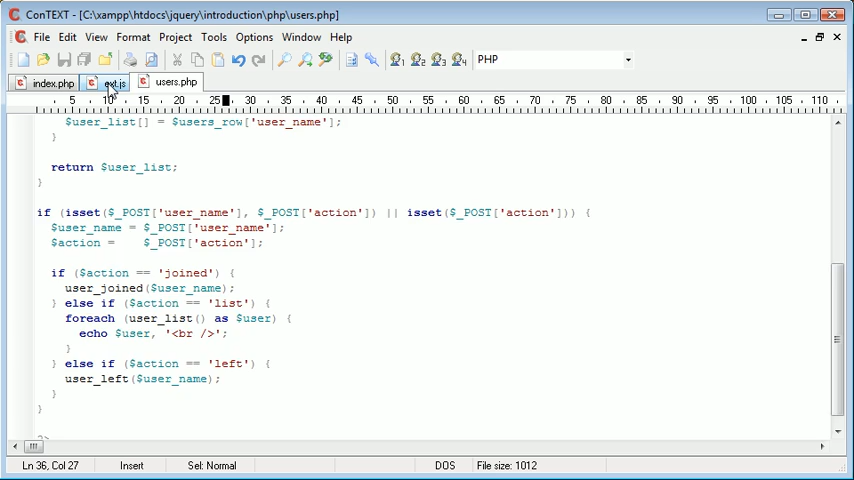 ConTEXT - [C:\xampp\htdocs\jquery\introduction\php\users.php]
File Edit View Format Project Tools Options Window Help
PHP
index.php ext.js users.php
5 10 15 20 25 30 35 40 45 50 55 60 65 70 75 80 85 90 95 100 105 110
$user_list[] = $users_row['user_name'];
}
return $user_list;
}
if (isset($_POST['user_name'], $_POST['action']) || isset($_POST['action'])) {
$user_name = $_POST['user_name'];
$action =    $_POST['action'];
if ($action == 'joined') {
user_joined($user_name);
} else if ($action == 'list') {
foreach (user_list() as $user) {
echo $user, '<br />';
}
} else if ($action == 'left') {
user_left($user_name);
}
}
?>
Ln 36, Col 27 Insert Sel: Normal DOS File size: 1012